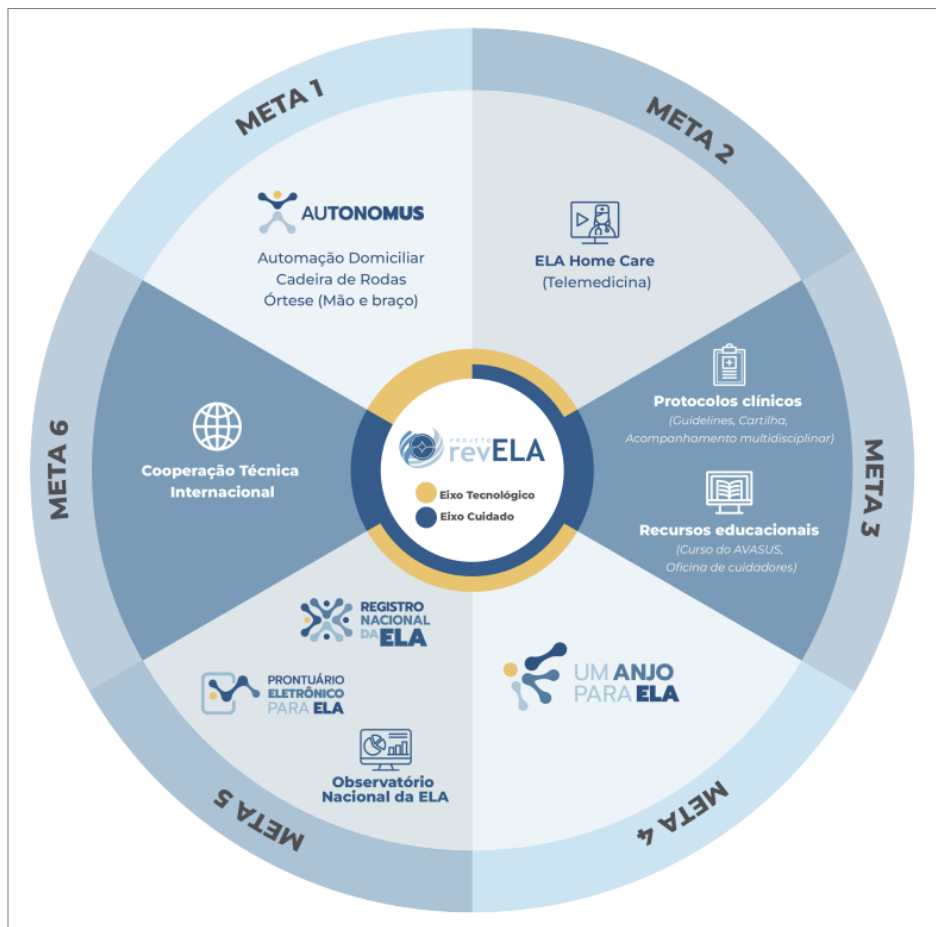 META 1
AUTONOMUS
Automação Domiciliar
Cadeira de Rodas
Órtese (Mão e braço)
META 2
ELA Home Care
(Telemedicina)
META 3
Protocolos clínicos
(Guidelines, Cartilha,
Acompanhamento multidisciplinar)
Recursos educacionais
(Curso do AVASUS,
Oficina de cuidadores)
META 4
UM ANJO
PARA ELA
META 5
REGISTRO
NACIONAL
DA ELA
PRONTUÁRIO
ELETRÔNICO
PARA ELA
Observatório
Nacional da ELA
META 6
Cooperação Técnica
Internacional
PROJETO
revELA
Eixo Tecnológico
Eixo Cuidado